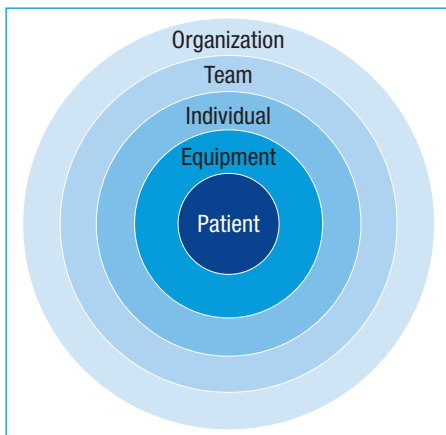 Organization
Team
Individual
Equipment
Patient